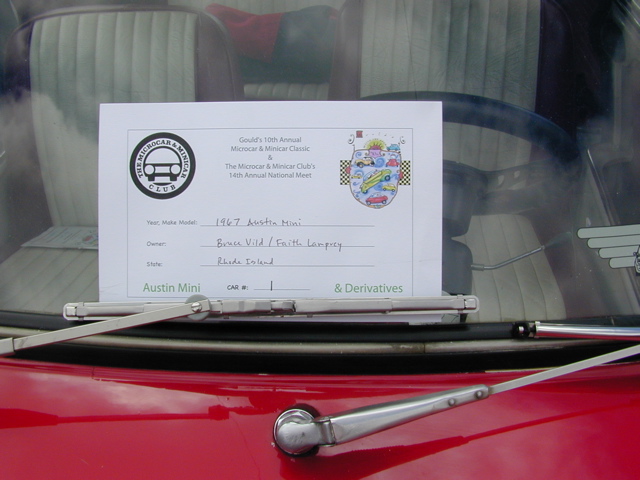 THE MICROCAR & MINICAR
CLUB
Gould's 10th Annual
Microcar & Minicar Classic
&
The Microcar & Minicar Club's
14th Annual National Meet
Year, Make Model: 1967 Austin Mini
Owner: Bruce Vild / Faith Lamprey
State: Rhode Island
Austin Mini CAR #: 1 & Derivatives